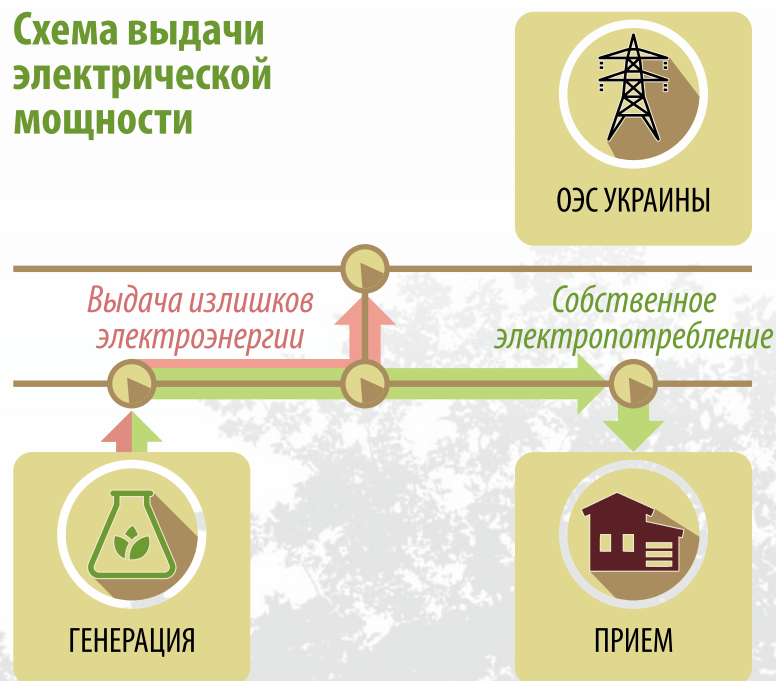 Схема выдачи
электрической
мощности
ОЭС УКРАИНЫ
Выдача излишков
электроэнергии
Собственное
электропотребление
ГЕНЕРАЦИЯ
ПРИЕМ